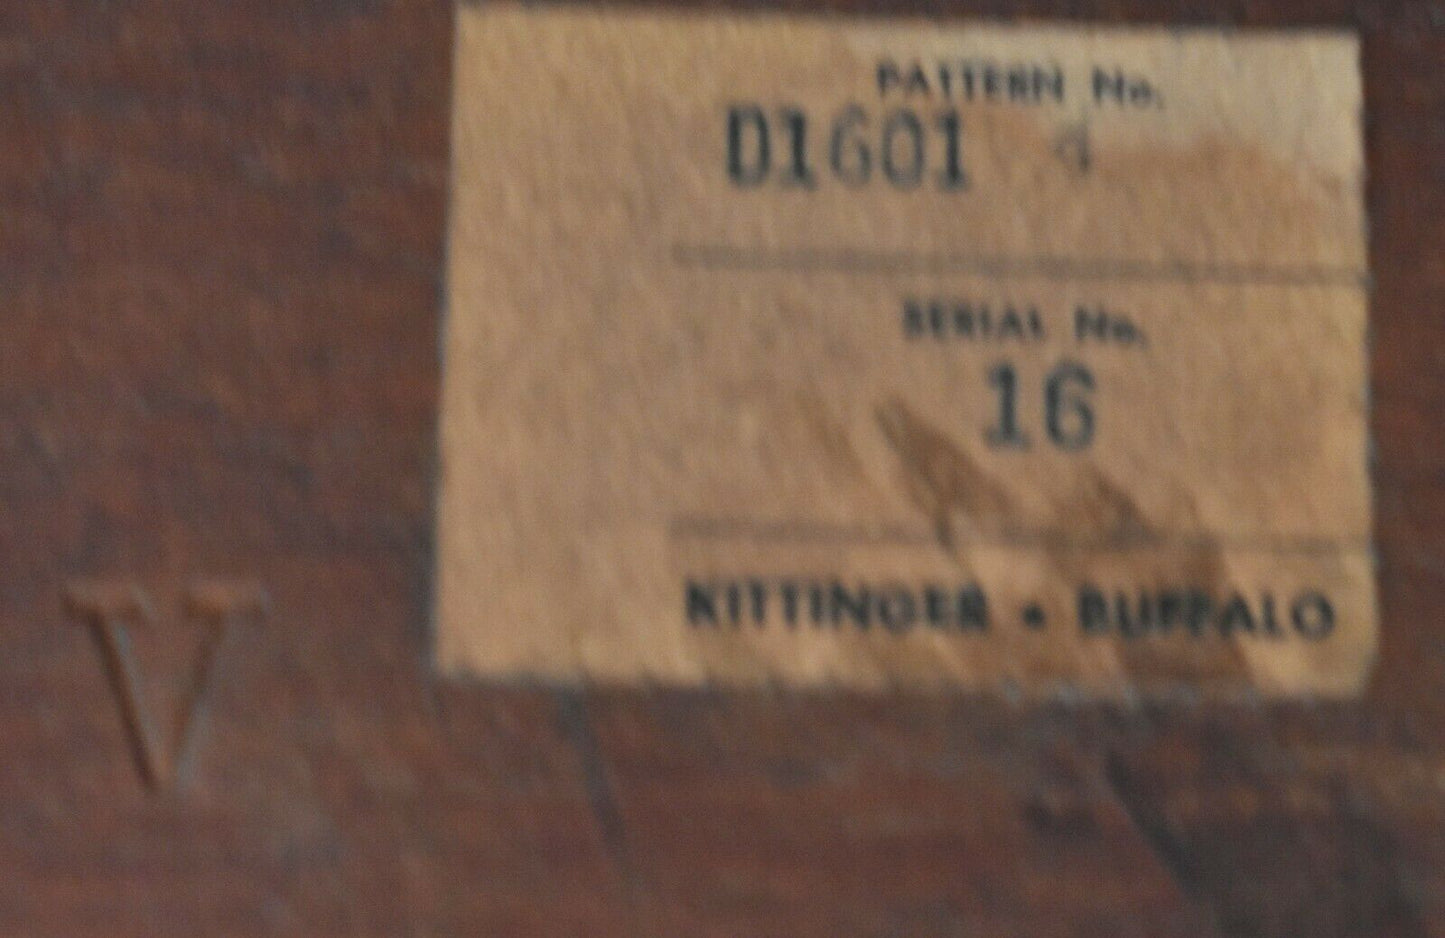 PATTERN No.
D1601
SERIAL No.
16
KITTINGER • BUFFALO
V